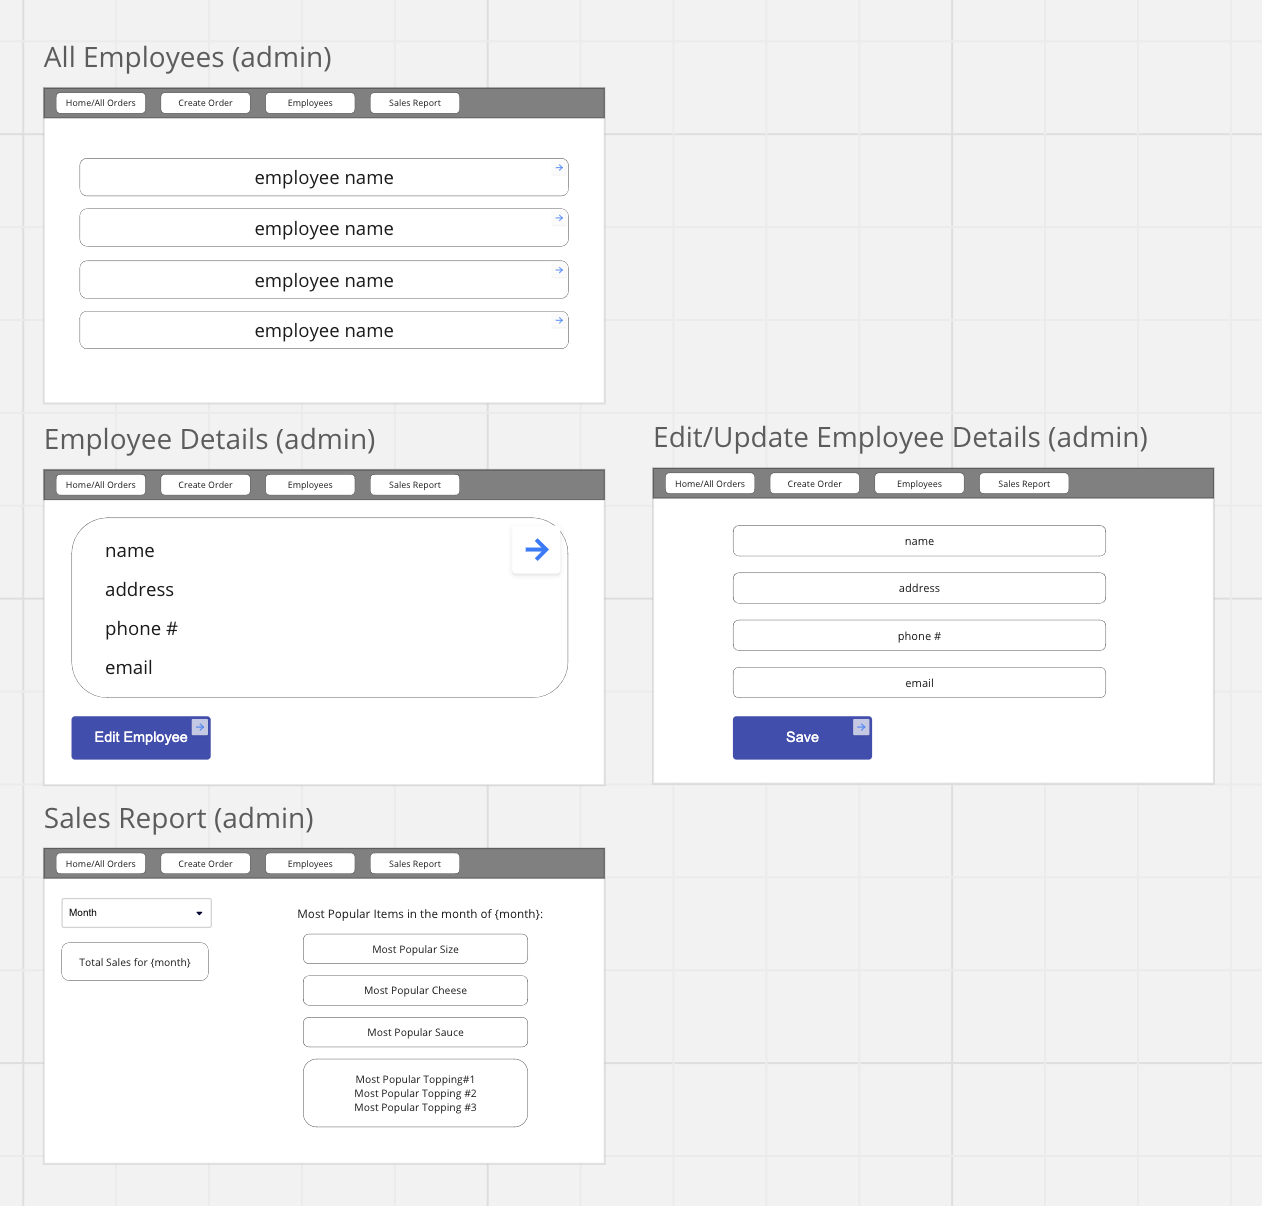 All Employees (admin)
Home/All Orders Create Order Employees Sales Report
employee name
employee name
employee name
employee name
Employee Details (admin)
Home/All Orders Create Order Employees Sales Report
name
address
phone #
email
Edit Employee
Edit/Update Employee Details (admin)
Home/All Orders Create Order Employees Sales Report
name
address
phone #
email
Save
Sales Report (admin)
Home/All Orders Create Order Employees Sales Report
Month
Total Sales for {month}
Most Popular Items in the month of {month}:
Most Popular Size
Most Popular Cheese
Most Popular Sauce
Most Popular Topping#1
Most Popular Topping #2
Most Popular Topping #3